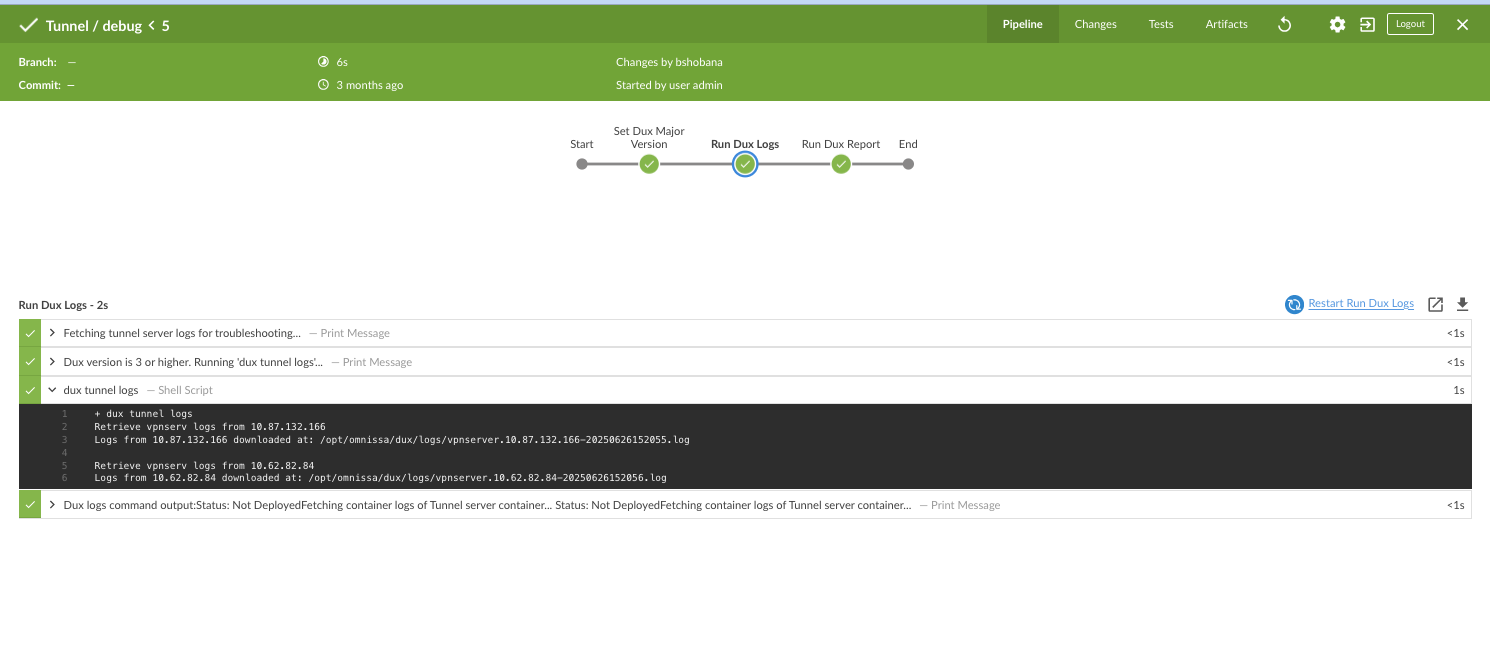 Tunnel / debug < 5
Pipeline
Changes
Tests
Artifacts
Logout
Branch: —
6s
Changes by bshobana
Commit: —
3 months ago
Started by user admin
Start
Set Dux Major
Version
Run Dux Logs
Run Dux Report
End
Run Dux Logs - 2s
Restart Run Dux Logs
Fetching tunnel server logs for troubleshooting... — Print Message <1s
Dux version is 3 or higher. Running 'dux tunnel logs'... — Print Message <1s
dux tunnel logs — Shell Script 1s
1 + dux tunnel logs
2 Retrieve vpnserv logs from 10.87.132.166
3 Logs from 10.87.132.166 downloaded at: /opt/omnissa/dux/logs/vpnserver.10.87.132.166-20250626152055.log
4
5 Retrieve vpnserv logs from 10.62.82.84
6 Logs from 10.62.82.84 downloaded at: /opt/omnissa/dux/logs/vpnserver.10.62.82.84-20250626152056.log
Dux logs command output:Status: Not DeployedFetching container logs of Tunnel server container... Status: Not DeployedFetching container logs of Tunnel server container... — Print Message <1s